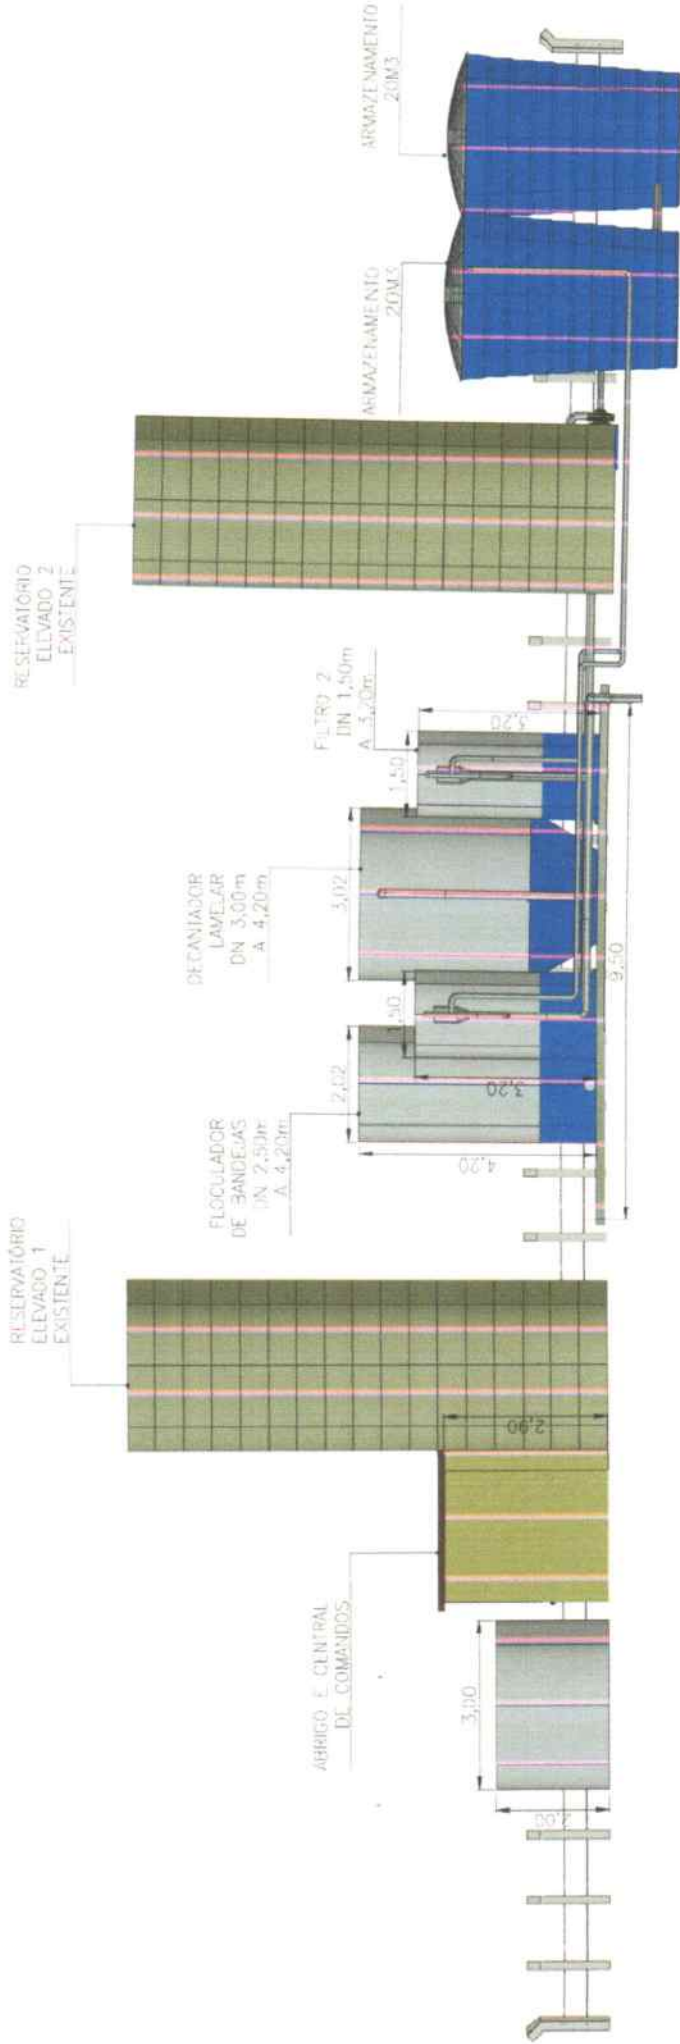 RESERVATÓRIO
ELEVADO 1
EXISTENTE
RESERVATÓRIO
ELEVADO 2
EXISTENTE
ABRIGO E CENTRAL
DE COMANDOS
FLOCULADOR
DE BANDEJAS
DN 2,50m
A 4,20m
DECANTADOR
LAMELAR
DN 3,00m
A 4,20m
FILTRO 2
DN 1,50m
A 3,20m
ARMAZENAMENTO
20M3
ARMAZENAMENTO
20M3
2,00
3,00
2,90
4,20
2,02
3,20
1,50
3,02
1,50
3,20
9,50